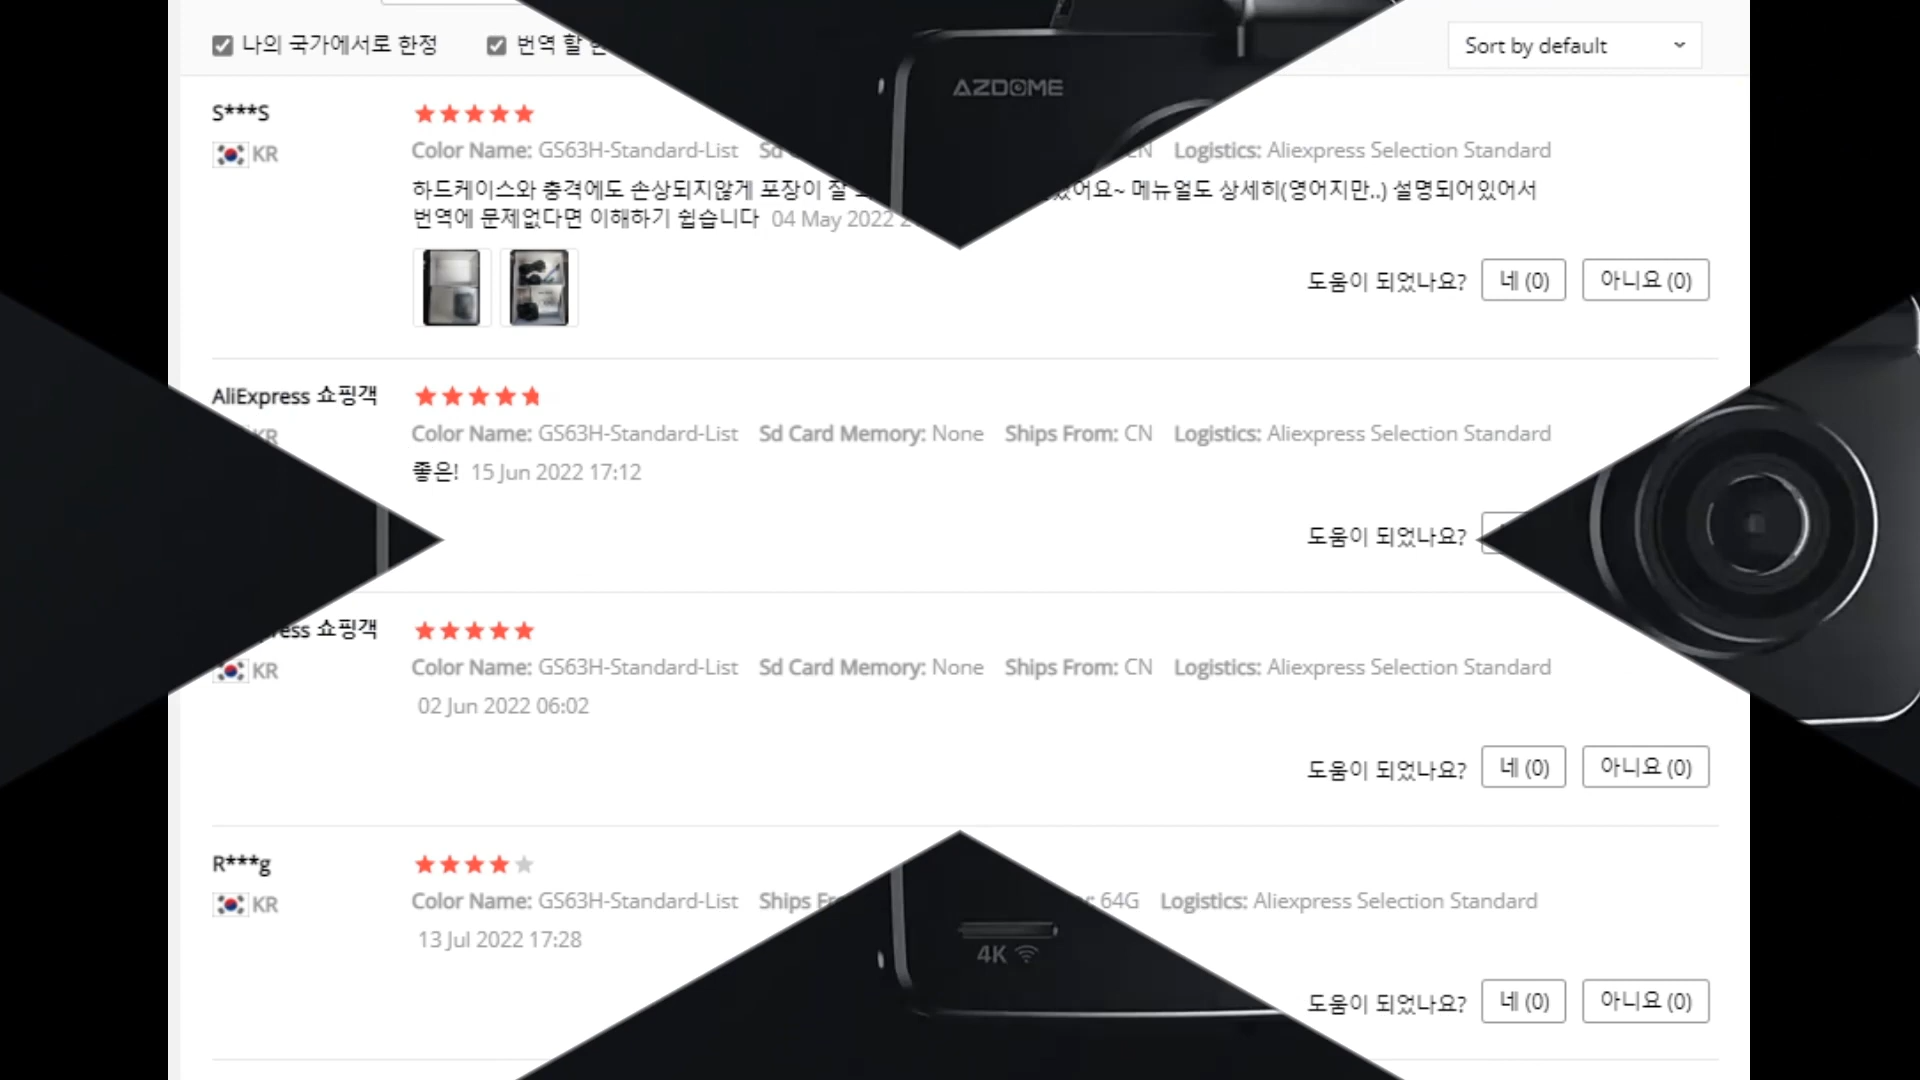 나의 국가에서로 한정
번역 할
Sort by default
AZDOME
S***S
KR
Color Name: GS63H-Standard-List
Logistics: Aliexpress Selection Standard
하드케이스와 충격에도 손상되지않게 포장이 잘 있어요~ 메뉴얼도 상세히(영어지만..) 설명되어있어서
번역에 문제없다면 이해하기 쉽습니다 04 May 2022
도움이 되었나요? 네 (0) 아니요 (0)
AliExpress 쇼핑객
KR
Color Name: GS63H-Standard-List Sd Card Memory: None Ships From: CN Logistics: Aliexpress Selection Standard
좋은! 15 Jun 2022 17:12
도움이 되었나요?
쇼핑객
KR
Color Name: GS63H-Standard-List Sd Card Memory: None Ships From: CN Logistics: Aliexpress Selection Standard
02 Jun 2022 06:02
도움이 되었나요? 네 (0) 아니요 (0)
R***g
KR
Color Name: GS63H-Standard-List Ships 64G Logistics: Aliexpress Selection Standard
13 Jul 2022 17:28
4K
도움이 되었나요? 네 (0) 아니요 (0)